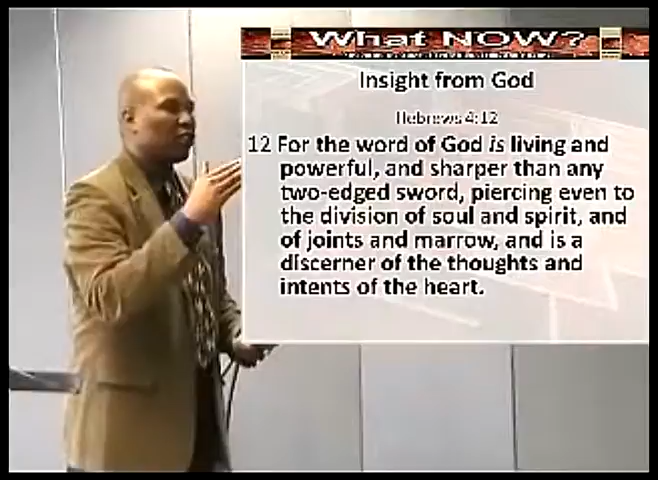 What NOW?
Insight from God
Hebrews 4:12
12 For the word of God is living and
powerful, and sharper than any
two-edged sword, piercing even to
the division of soul and spirit, and
of joints and marrow, and is a
discerner of the thoughts and
intents of the heart.